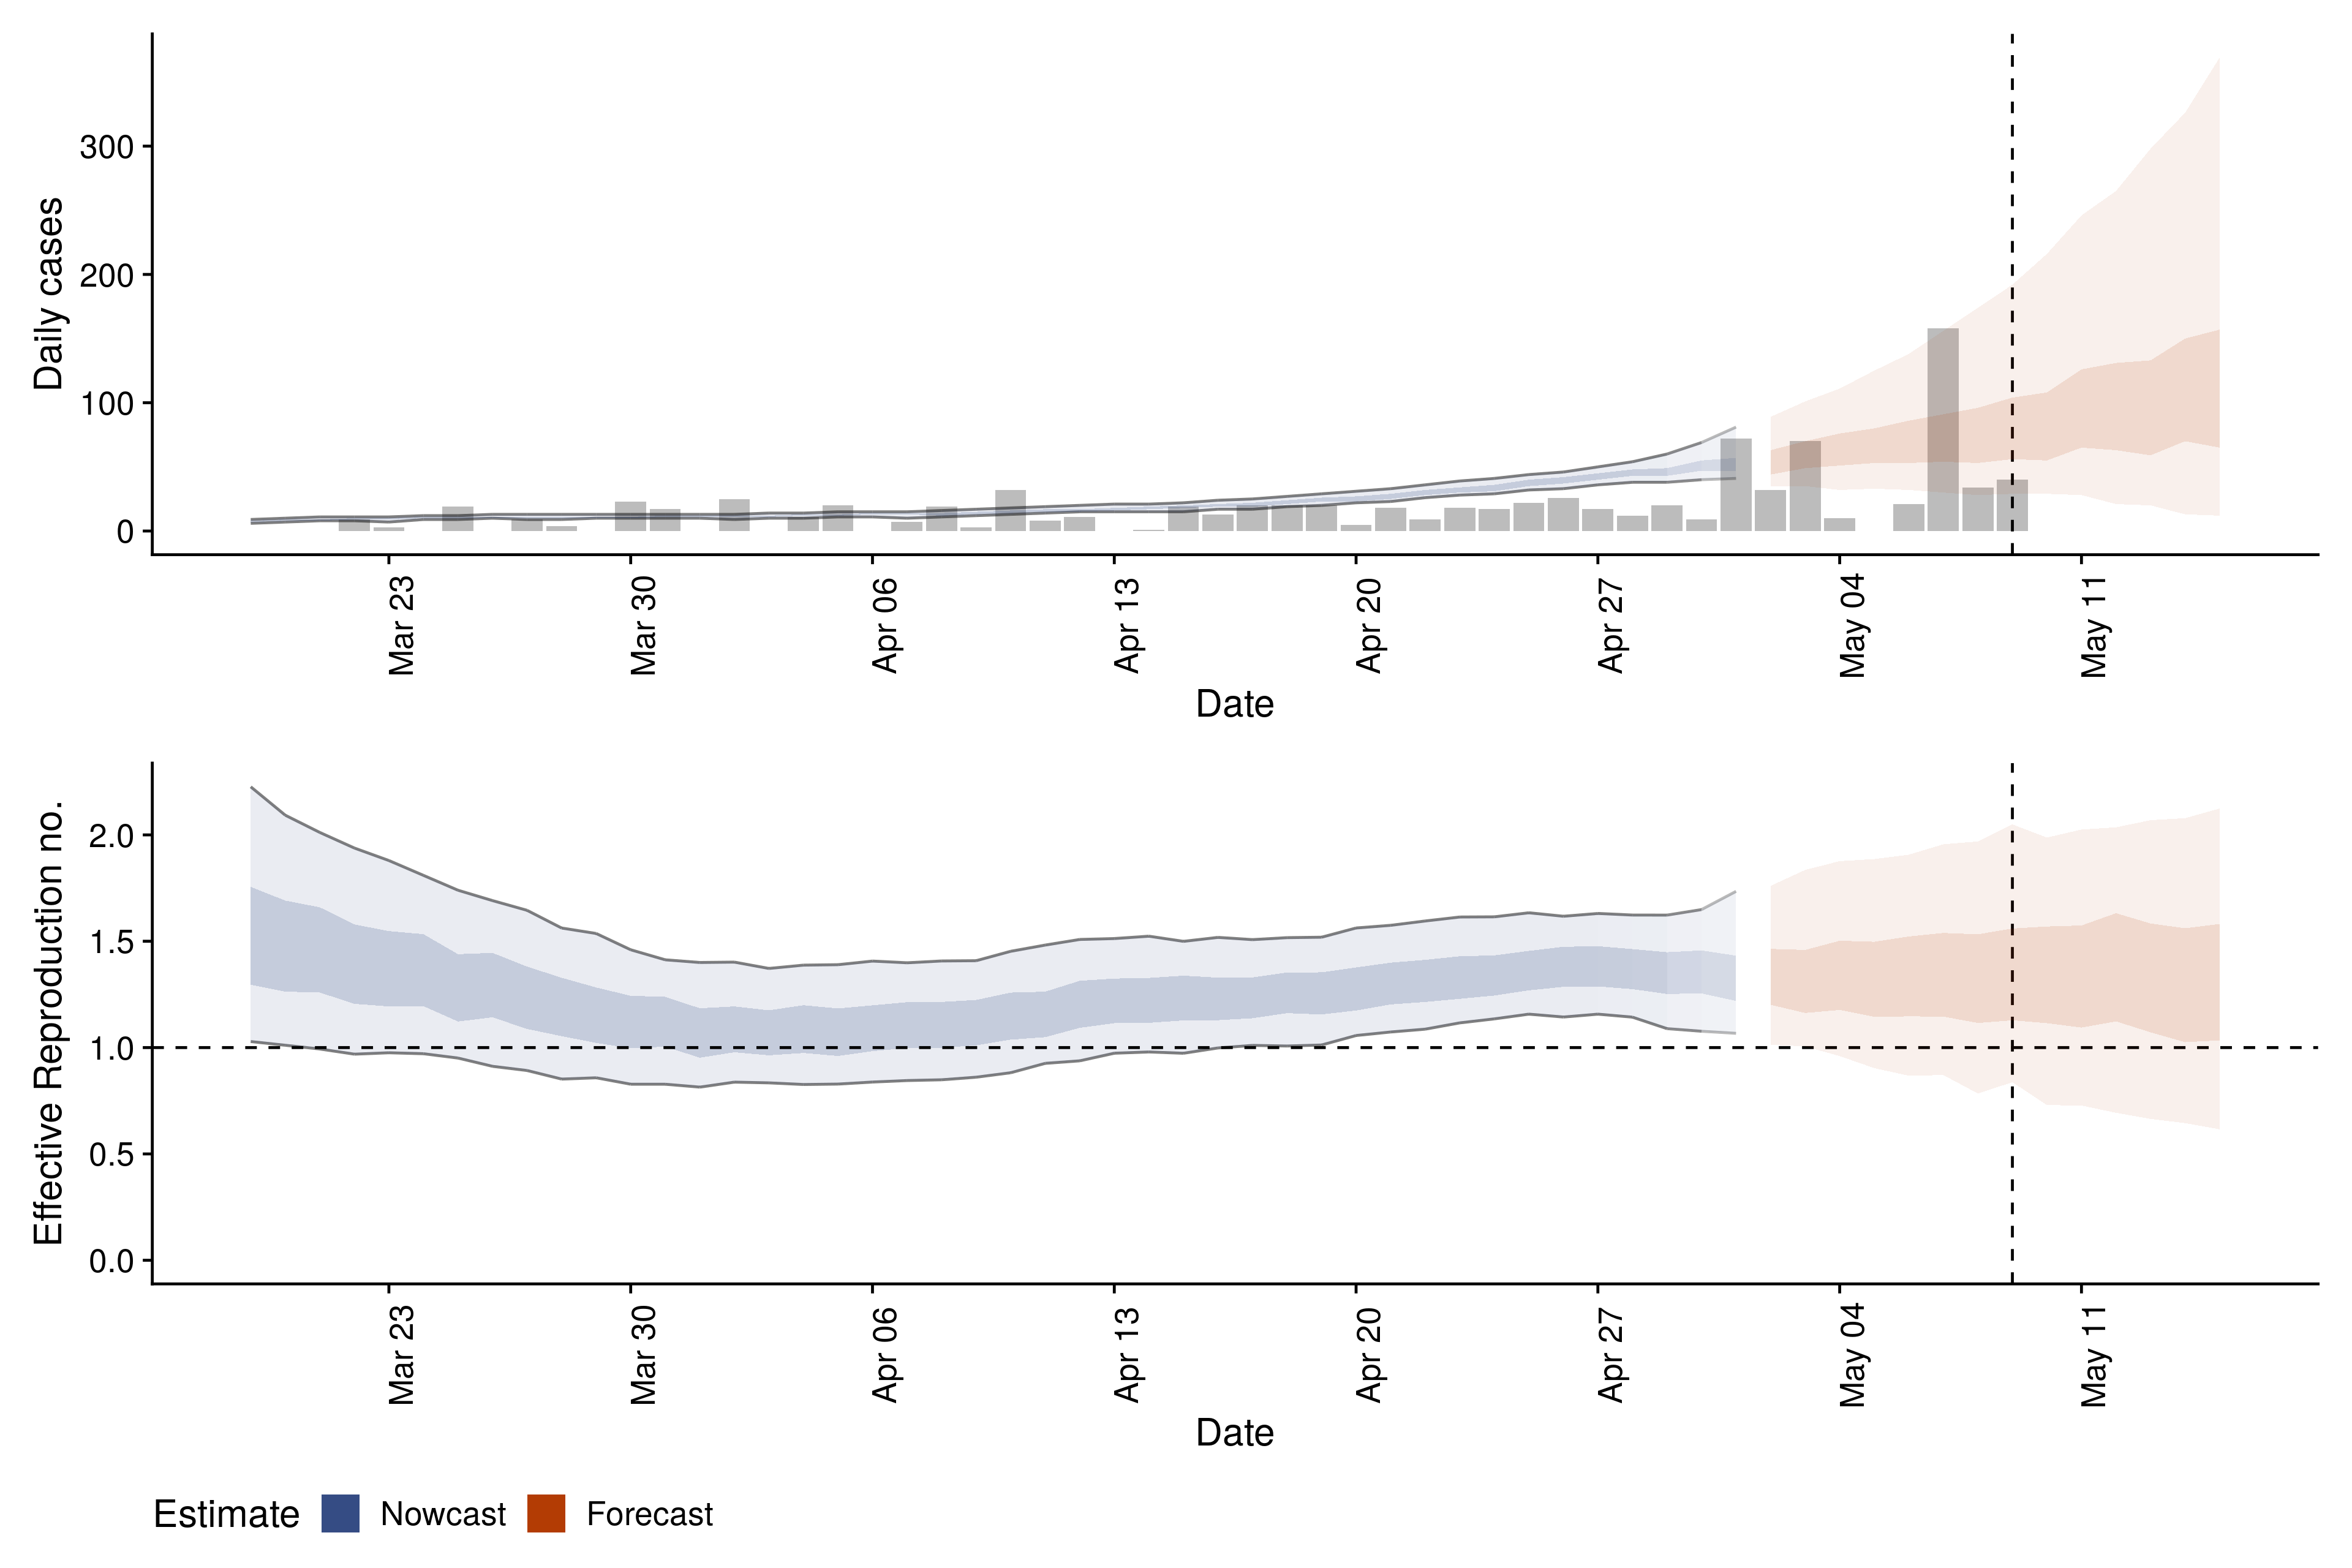 Daily cases
300
200
100
0
Mar 23
Mar 30
Apr 06
Apr 13
Apr 20
Apr 27
May 04
May 11
Date
Effective Reproduction no.
2.0
1.5
1.0
0.5
0.0
Mar 23
Mar 30
Apr 06
Apr 13
Apr 20
Apr 27
May 04
May 11
Date
Estimate Nowcast Forecast